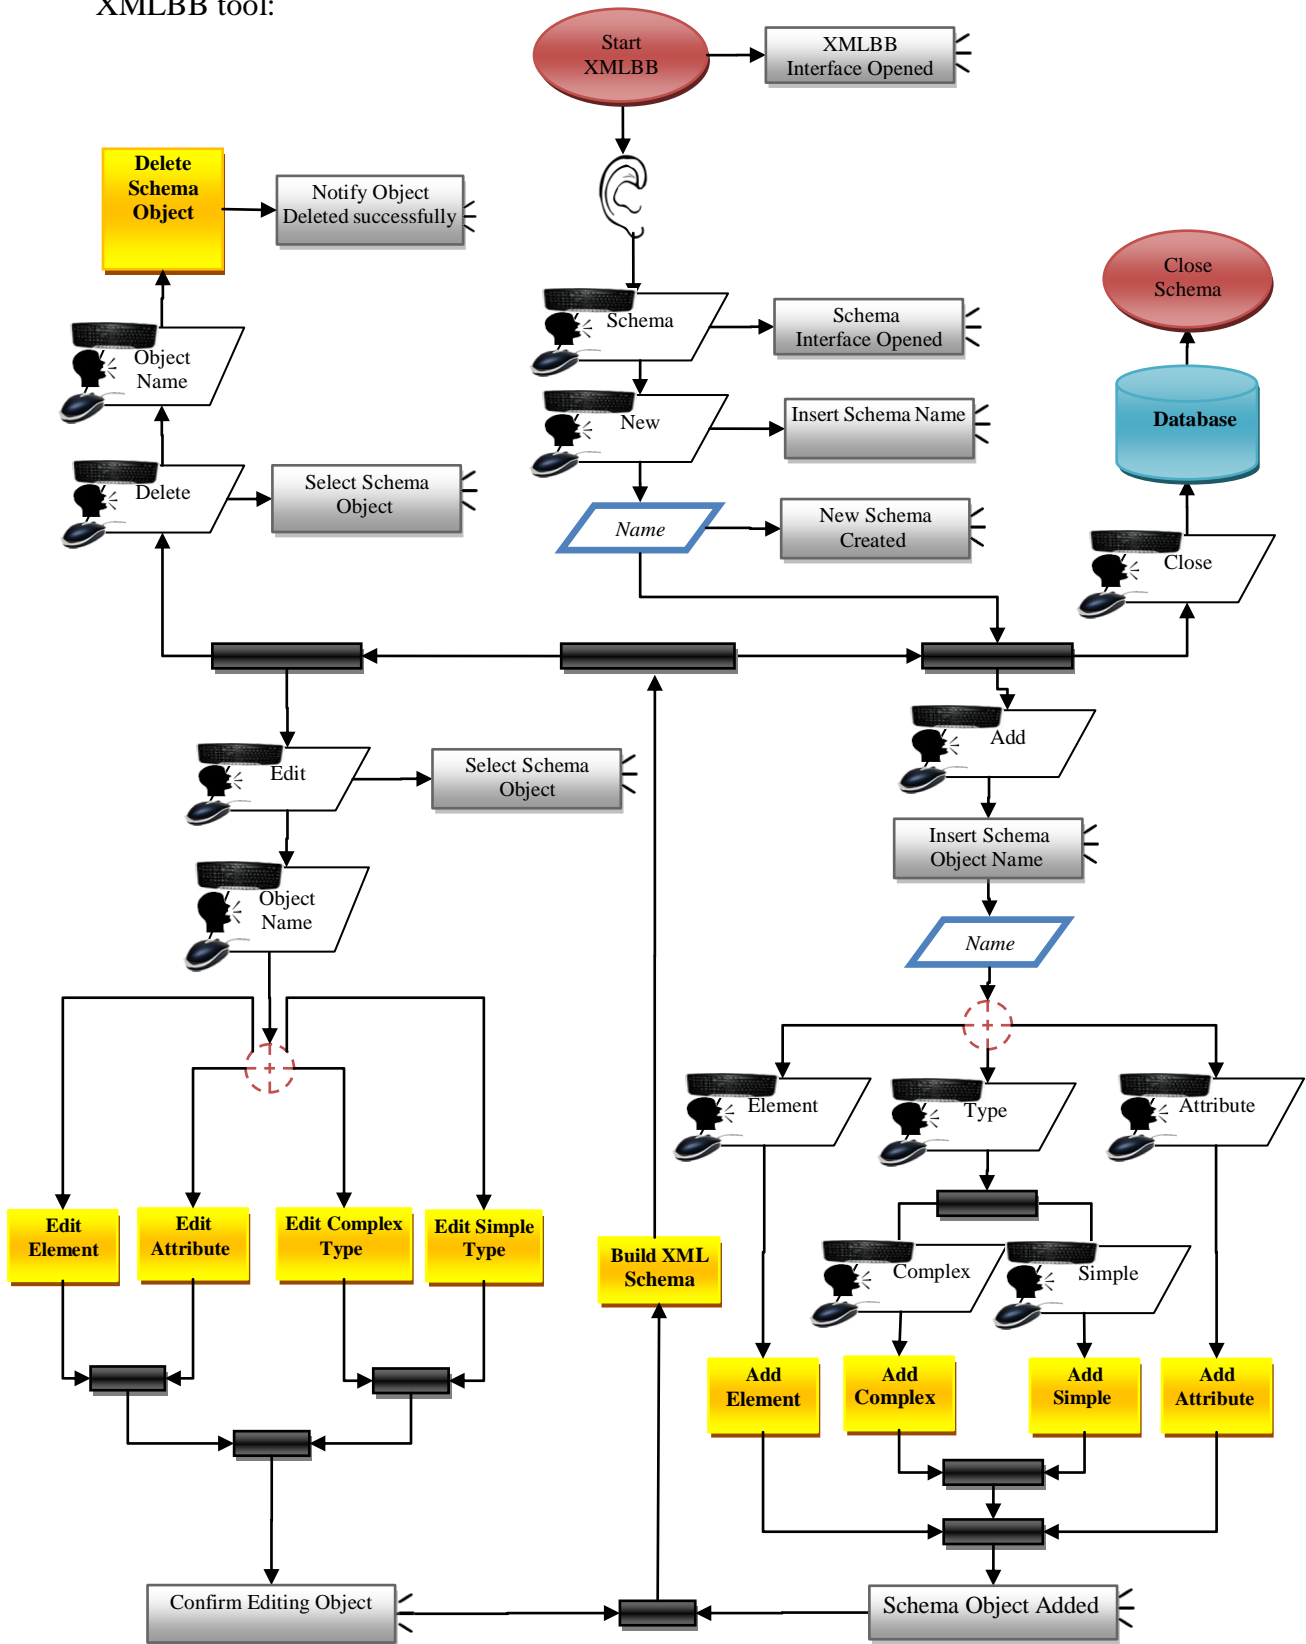 XMLBB tool:
Start
XMLBB
XMLBB
Interface Opened
Delete
Schema
Object
Notify Object
Deleted successfully
Close
Schema
Schema
Schema
Interface Opened
Object
Name
New
Insert Schema Name
Database
Delete
Select Schema
Object
Name
New Schema
Created
Close
Add
Edit
Select Schema
Object
Insert Schema
Object Name
Object
Name
Name
Element
Type
Attribute
Edit
Element
Edit
Attribute
Edit Complex
Type
Edit Simple
Type
Build XML
Schema
Complex
Simple
Add
Element
Add
Complex
Add
Simple
Add
Attribute
Confirm Editing Object
Schema Object Added